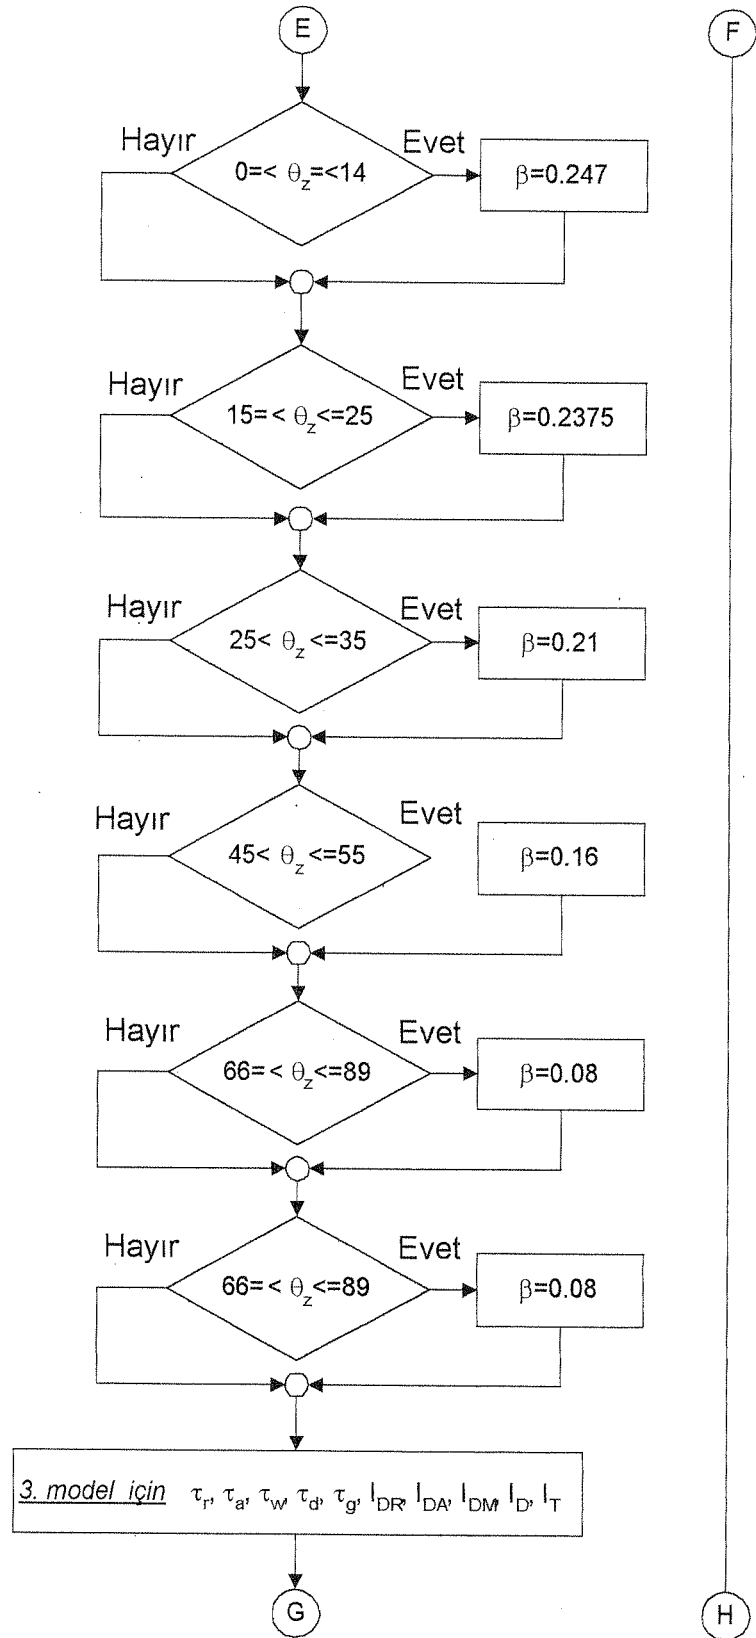 E
F
Hayır
Evet
0=< θz=<14
β=0.247
Hayır
Evet
15=< θz<=25
β=0.2375
Hayır
Evet
25< θz<=35
β=0.21
Hayır
Evet
45< θz<=55
β=0.16
Hayır
Evet
66=< θz<=89
β=0.08
Hayır
Evet
66=< θz<=89
β=0.08
3. model için τr, τa, τw, τd, τg, IDR, IDA, IDM, ID, IT
G
H